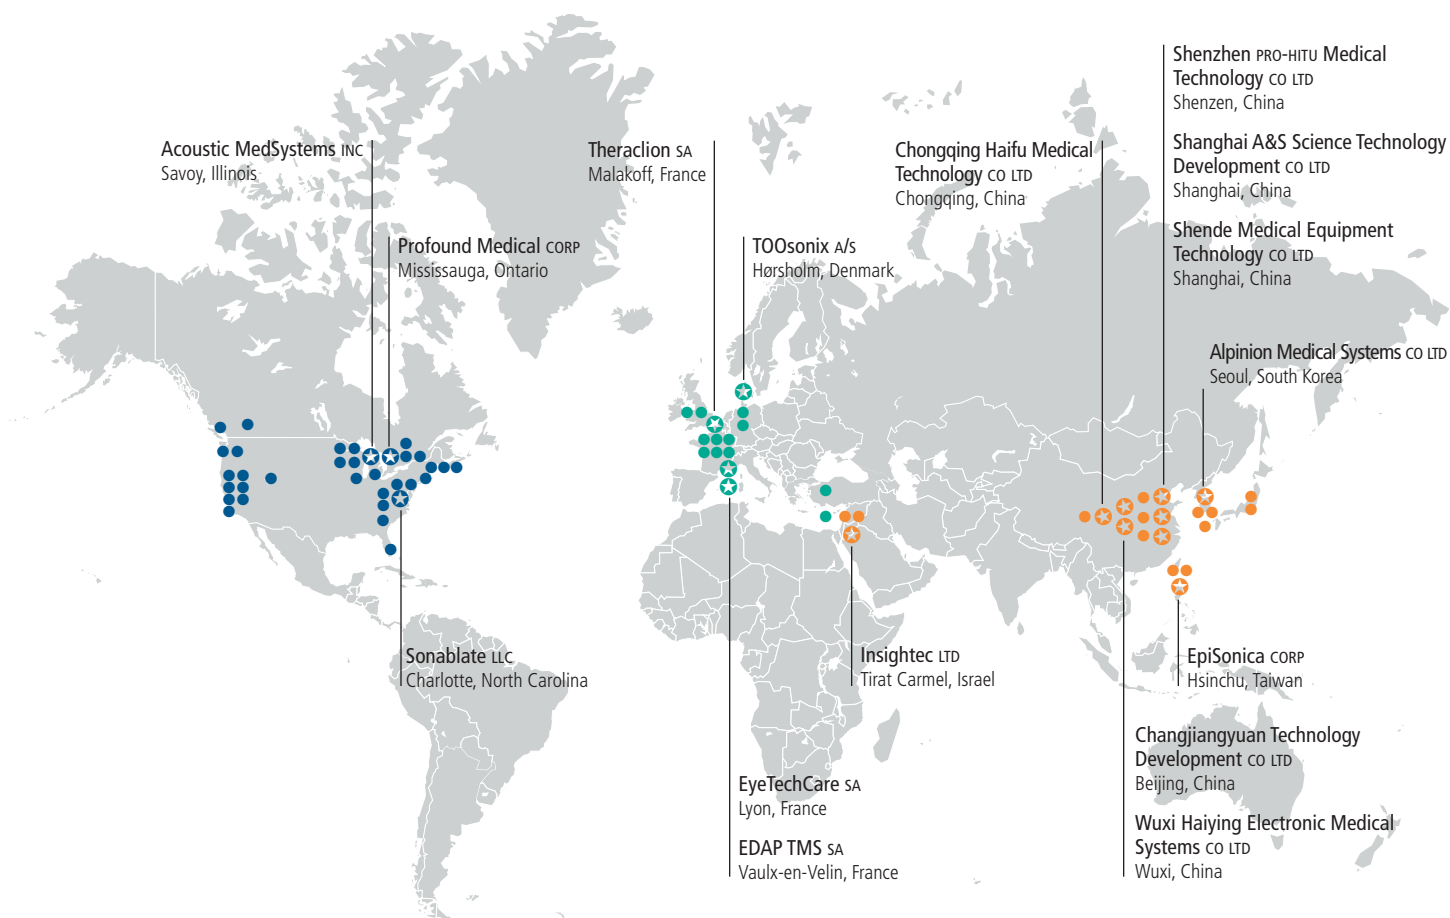 Acoustic MedSystems INC
Savoy, Illinois
Profound Medical CORP
Mississauga, Ontario
Theraclion SA
Malakoff, France
TOOsonix A/S
Hørsholm, Denmark
Chongqing Haifu Medical
Technology CO LTD
Chongqing, China
Shenzhen PRO-HITU Medical
Technology CO LTD
Shenzen, China
Shanghai A&S Science Technology
Development CO LTD
Shanghai, China
Shende Medical Equipment
Technology CO LTD
Shanghai, China
Alpinion Medical Systems CO LTD
Seoul, South Korea
Sonablate LLC
Charlotte, North Carolina
Insightec LTD
Tirat Carmel, Israel
EpiSonica CORP
Hsinchu, Taiwan
EyeTechCare SA
Lyon, France
EDAP TMS SA
Vaulx-en-Velin, France
Changjiangyuan Technology
Development CO LTD
Beijing, China
Wuxi Haiying Electronic Medical
Systems CO LTD
Wuxi, China